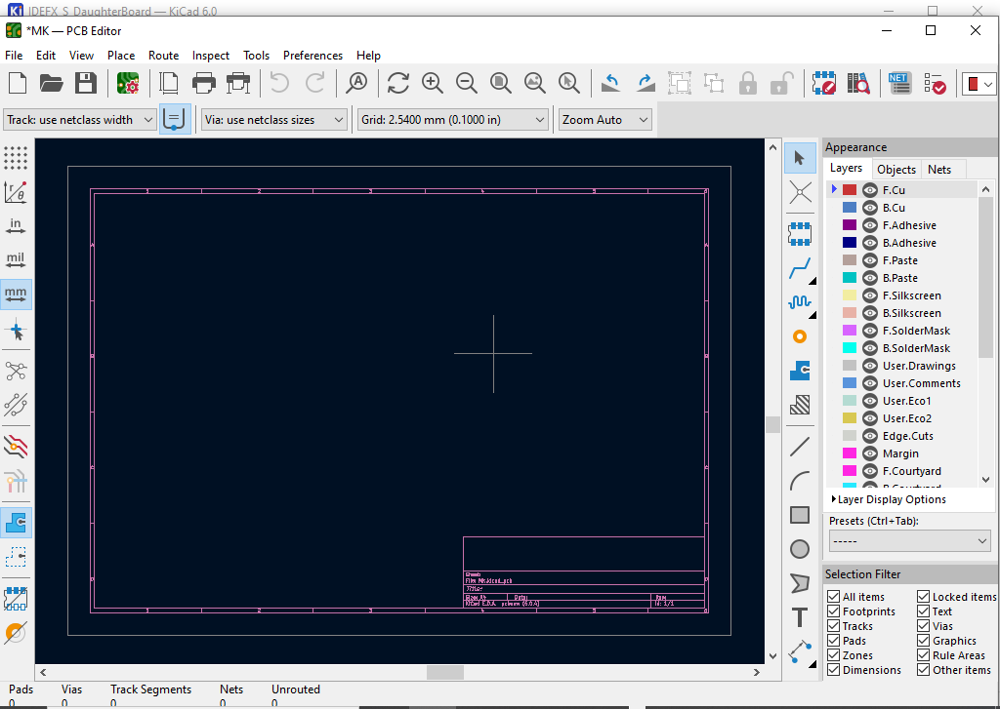 IDEFX_S_DaughterBoard — KiCad 6.0
*MK — PCB Editor
File Edit View Place Route Inspect Tools Preferences Help
Track: use netclass width
Via: use netclass sizes
Grid: 2.5400 mm (0.1000 in)
Zoom Auto
in
mil
mm
Sheet:
File: MK.kicad_pcb
Title:
Size: A4 Date: Rev:
KiCad E.D.A. pcbnew (6.0.4) Id: 1/1
Appearance
Layers Objects Nets
F.Cu
B.Cu
F.Adhesive
B.Adhesive
F.Paste
B.Paste
F.Silkscreen
B.Silkscreen
F.SolderMask
B.SolderMask
User.Drawings
User.Comments
User.Eco1
User.Eco2
Edge.Cuts
Margin
F.Courtyard
B.Courtyard
Layer Display Options
Presets (Ctrl+Tab):
-----
Selection Filter
All items Locked items
Footprints Text
Tracks Vias
Pads Graphics
Zones Rule Areas
Dimensions Other items
Pads Vias Track Segments Nets Unrouted
0 0 0 0 0